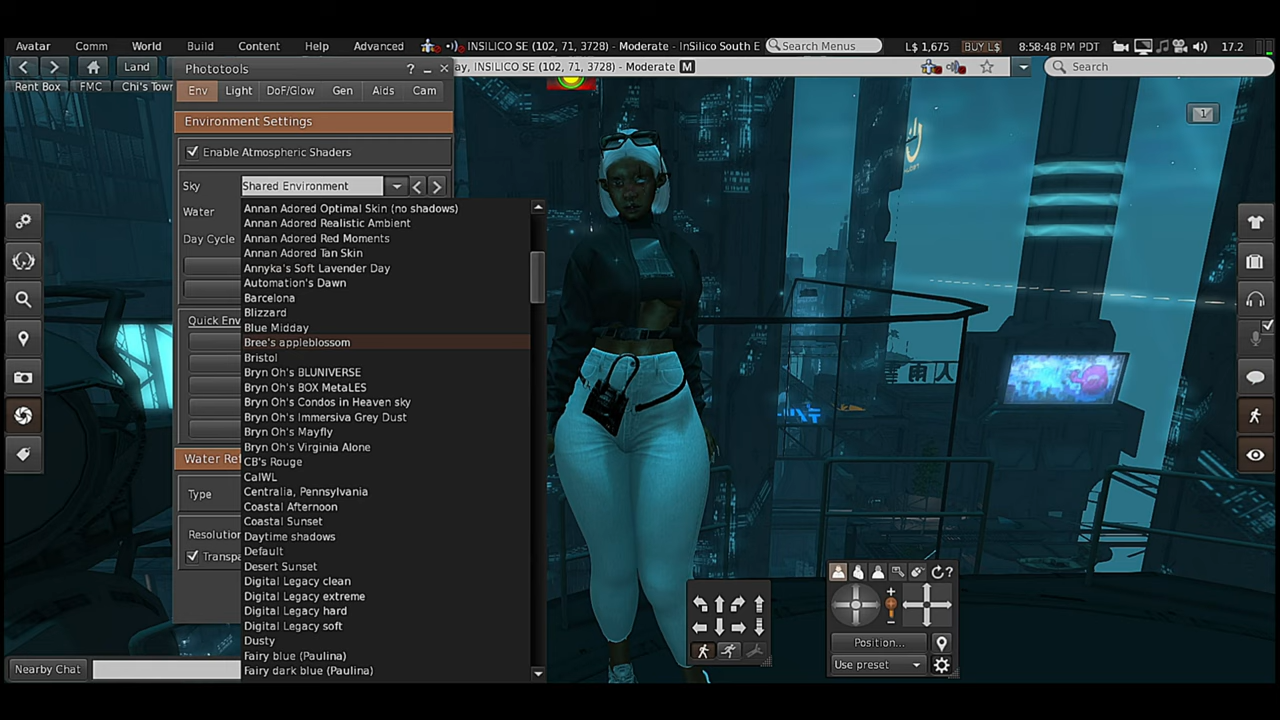 Avatar Comm World Build Content Help Advanced INSILICO SE (102, 71, 3728) - Moderate - InSilico South E Search Menus L$ 1,675 BUY L$ 8:58:48 PM PDT 17.2
Land Phototools ? ay, INSILICO SE (102, 71, 3728) - Moderate M Search
Rent Box FMC Chi's Town Env Light DoF/Glow Gen Aids Cam
1
Environment Settings
Enable Atmospheric Shaders
Sky Shared Environment
Water
Day Cycle
Annan Adored Optimal Skin (no shadows)
Annan Adored Realistic Ambient
Annan Adored Red Moments
Annan Adored Tan Skin
Annyka's Soft Lavender Day
Automation's Dawn
Barcelona
Blizzard
Blue Midday
Bree's appleblossom
Bristol
Bryn Oh's BLUNIVERSE
Bryn Oh's BOX MetaLES
Bryn Oh's Condos in Heaven sky
Bryn Oh's Immersiva Grey Dust
Bryn Oh's Mayfly
Bryn Oh's Virginia Alone
CB's Rouge
CalWL
Centralia, Pennsylvania
Coastal Afternoon
Coastal Sunset
Daytime shadows
Default
Desert Sunset
Digital Legacy clean
Digital Legacy extreme
Digital Legacy hard
Digital Legacy soft
Dusty
Fairy blue (Paulina)
Fairy dark blue (Paulina)
Quick Env
Water Ref
Type
Resolution
Transpa
Nearby Chat
?
Position...
Use preset